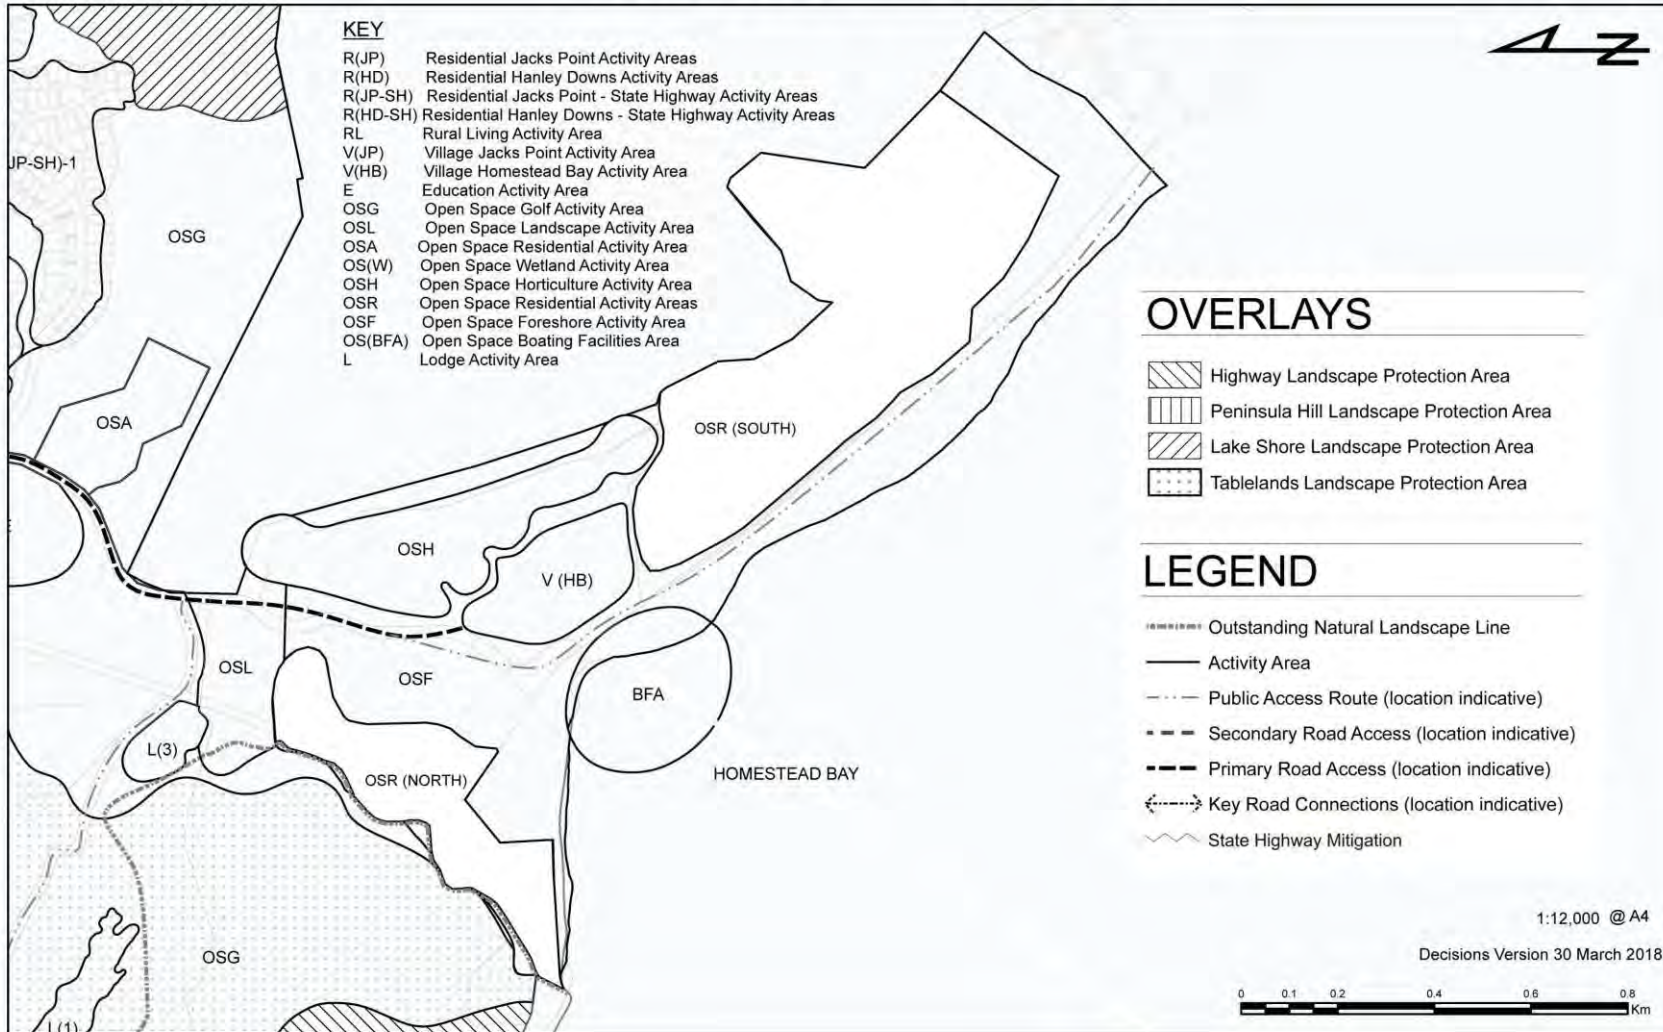 KEY
R(JP) Residential Jacks Point Activity Areas
R(HD) Residential Hanley Downs Activity Areas
R(JP-SH) Residential Jacks Point - State Highway Activity Areas
R(HD-SH) Residential Hanley Downs - State Highway Activity Areas
RL Rural Living Activity Area
V(JP) Village Jacks Point Activity Area
V(HB) Village Homestead Bay Activity Area
E Education Activity Area
OSG Open Space Golf Activity Area
OSL Open Space Landscape Activity Area
OSA Open Space Residential Activity Area
OS(W) Open Space Wetland Activity Area
OSH Open Space Horticulture Activity Area
OSR Open Space Residential Activity Areas
OSF Open Space Foreshore Activity Area
OS(BFA) Open Space Boating Facilities Area
L Lodge Activity Area
N
JP-SH)-1
OSG
OSA
OSR (SOUTH)
OSH
V (HB)
OSL
OSF
BFA
L(3)
OSR (NORTH)
HOMESTEAD BAY
OSG
L(1)
OVERLAYS
Highway Landscape Protection Area
Peninsula Hill Landscape Protection Area
Lake Shore Landscape Protection Area
Tablelands Landscape Protection Area
LEGEND
Outstanding Natural Landscape Line
Activity Area
Public Access Route (location indicative)
Secondary Road Access (location indicative)
Primary Road Access (location indicative)
Key Road Connections (location indicative)
State Highway Mitigation
1:12,000 @ A4
Decisions Version 30 March 2018
0 0.1 0.2 0.4 0.6 0.8
Km